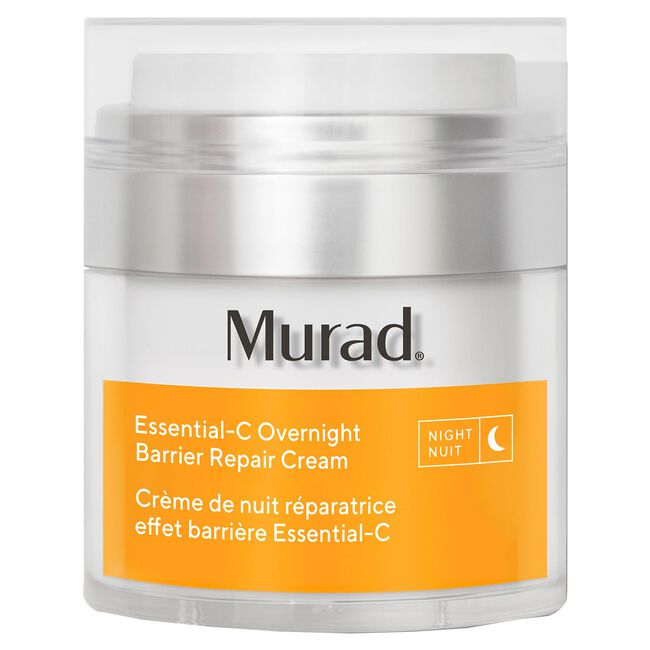 Murad®
Essential-C Overnight
Barrier Repair Cream
NIGHT
NUIT
Crème de nuit réparatrice
effet barrière Essential-C